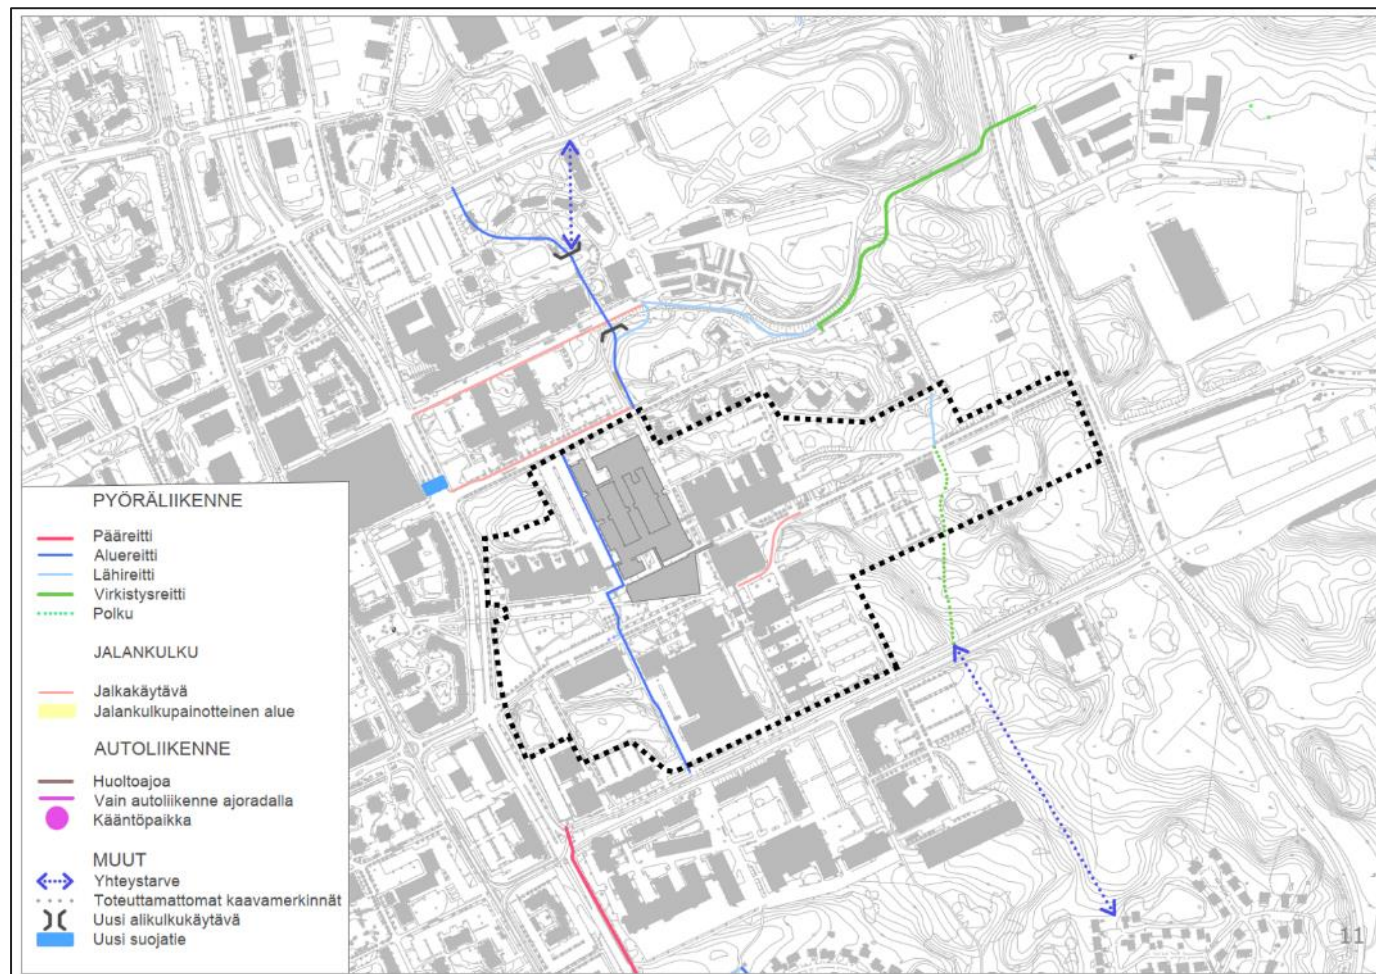 PYÖRÄLIIKENNE
Pääreitti
Aluereitti
Lähireitti
Virkistysreitti
Polku
JALANKULKU
Jalkakäytävä
Jalankulkupainotteinen alue
AUTOLIIKENNE
Huoltoajoa
Vain autoliikenne ajoradalla
Kääntöpaikka
MUUT
Yhteystarve
Toteuttamattomat kaavamerkinnät
Uusi alikulkukäytävä
Uusi suojatie
11